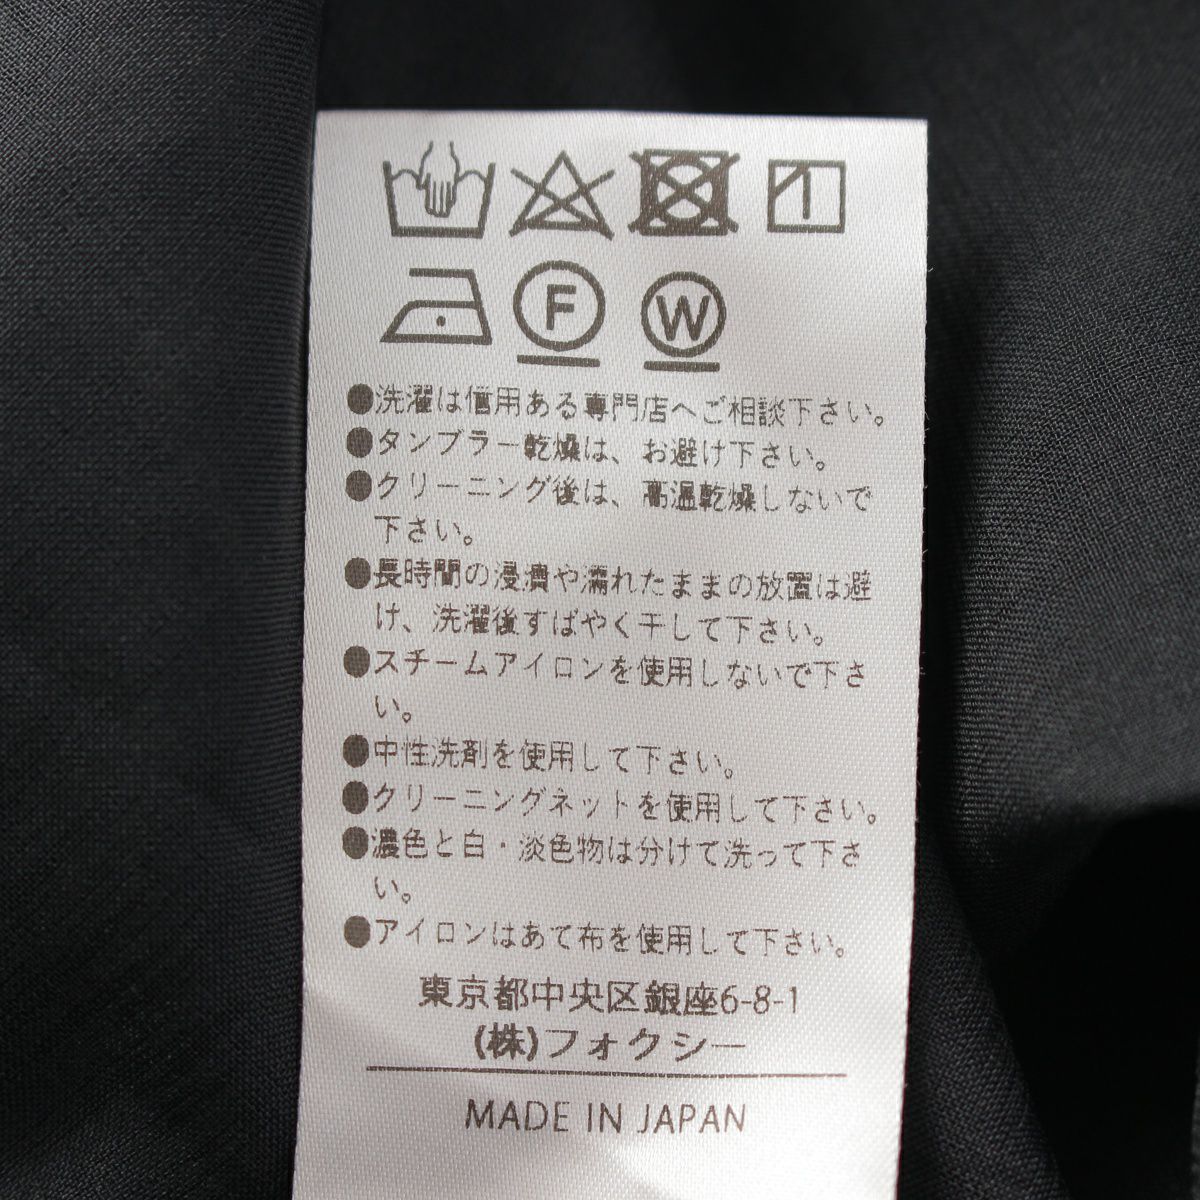 F W
●洗濯は信用ある専門店へご相談下さい。
●タンブラー乾燥は、お避け下さい。
●クリーニング後は、高温乾燥しないで
下さい。
●長時間の浸漬や濡れたままの放置は避
け、洗濯後すばやく干して下さい。
●スチームアイロンを使用しないで下さ
い。
●中性洗剤を使用して下さい。
●クリーニングネットを使用して下さい。
●濃色と白・淡色物は分けて洗って下さ
い。
●アイロンはあて布を使用して下さい。
東京都中央区銀座6-8-1
(株)フォクシー
MADE IN JAPAN